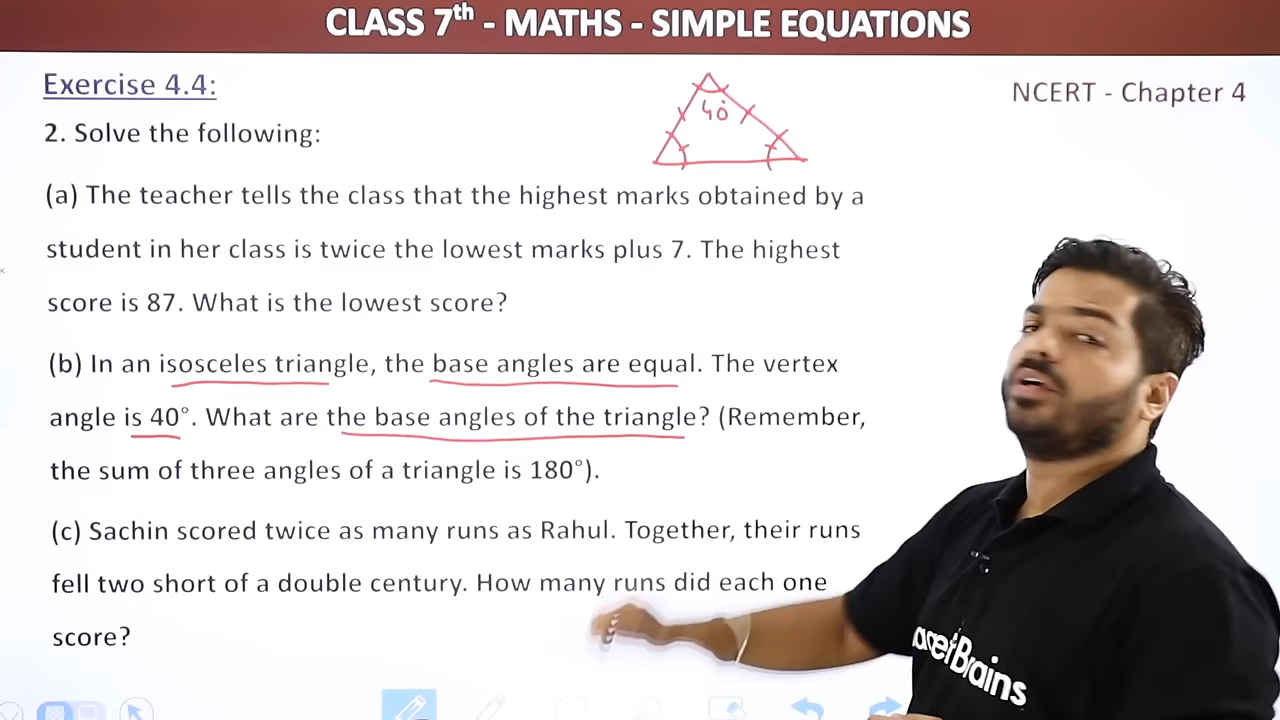 CLASS 7th - MATHS - SIMPLE EQUATIONS
Exercise 4.4:
NCERT - Chapter 4
40°
2. Solve the following:
(a) The teacher tells the class that the highest marks obtained by a
student in her class is twice the lowest marks plus 7. The highest
score is 87. What is the lowest score?
(b) In an isosceles triangle, the base angles are equal. The vertex
angle is 40°. What are the base angles of the triangle? (Remember,
the sum of three angles of a triangle is 180°).
(c) Sachin scored twice as many runs as Rahul. Together, their runs
fell two short of a double century. How many runs did each one
score?